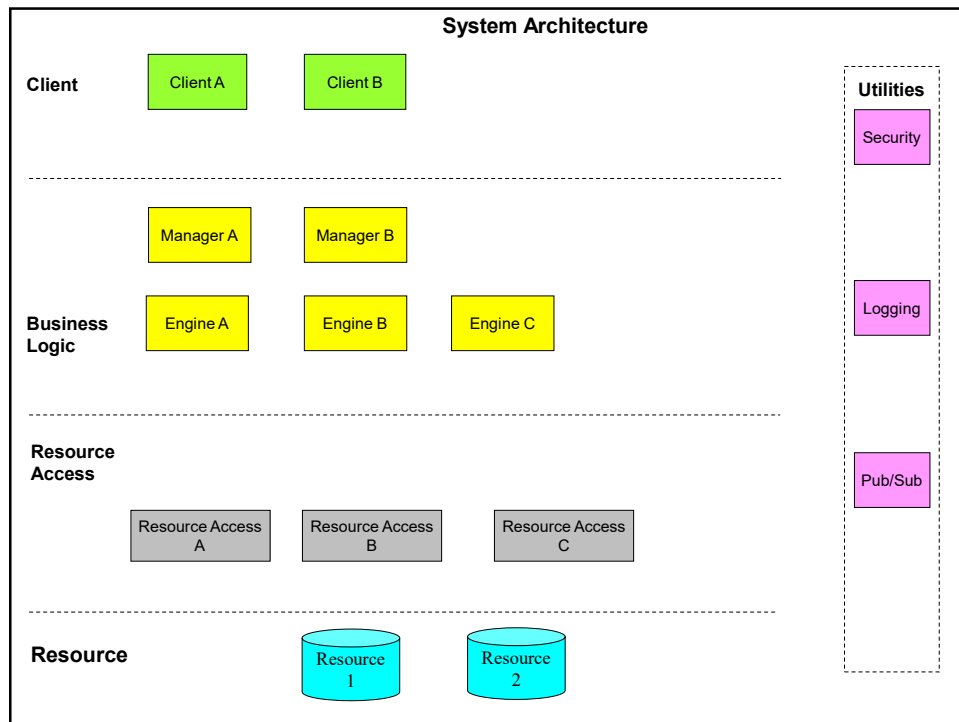 System Architecture
Client
Client A
Client B
Utilities
Security
Manager A
Manager B
Business
Logic
Engine A
Engine B
Engine C
Logging
Resource
Access
Pub/Sub
Resource Access
A
Resource Access
B
Resource Access
C
Resource
Resource
1
Resource
2